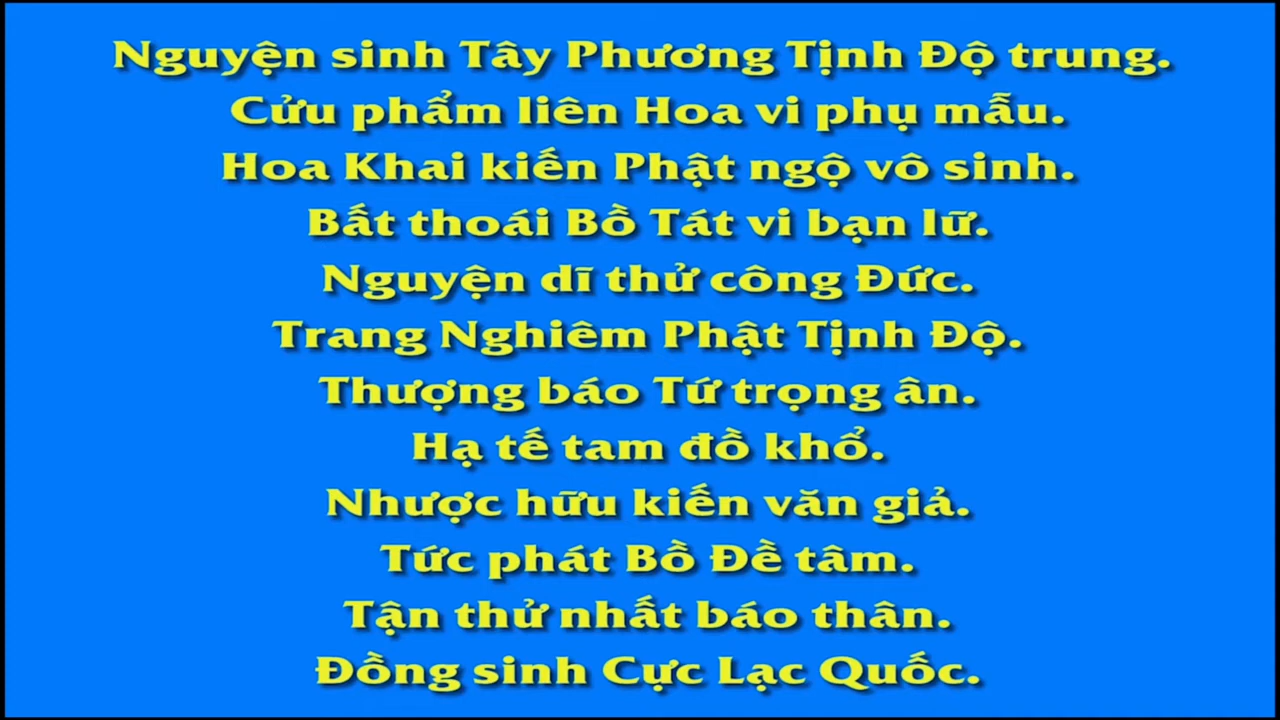 Nguyện sinh Tây Phương Tịnh Độ trung.
Cửu phẩm liên Hoa vi phụ mẫu.
Hoa Khai kiến Phật ngộ vô sinh.
Bất thoái Bồ Tát vi bạn lữ.
Nguyện dĩ thử công Đức.
Trang Nghiêm Phật Tịnh Độ.
Thượng báo Tứ trọng ân.
Hạ tế tam đồ khổ.
Nhược hữu kiến văn giả.
Tức phát Bồ Đề tâm.
Tận thử nhất báo thân.
Đồng sinh Cực Lạc Quốc.